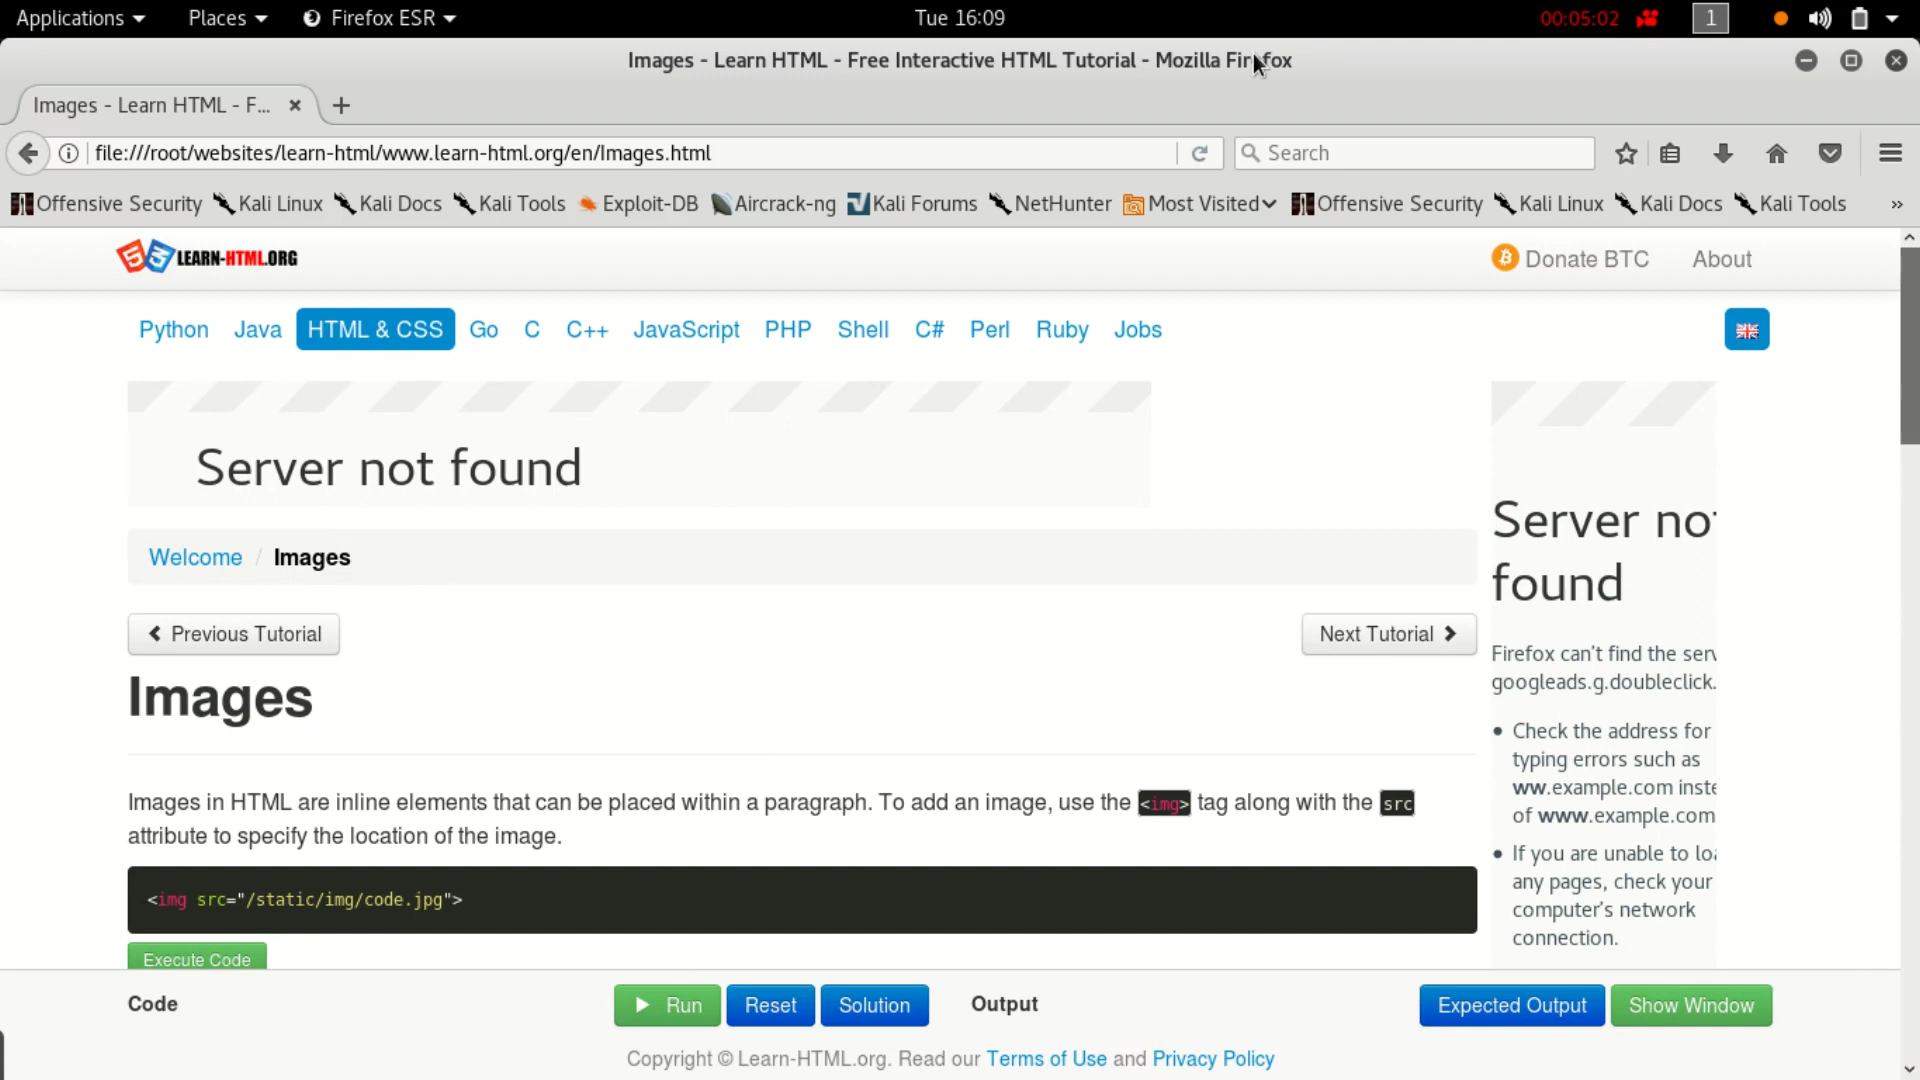 Applications Places Firefox ESR Tue 16:09 00:05:02 1
Images - Learn HTML - Free Interactive HTML Tutorial - Mozilla Firefox
Images - Learn HTML - F...
file:///root/websites/learn-html/www.learn-html.org/en/Images.html Search
Offensive Security Kali Linux Kali Docs Kali Tools Exploit-DB Aircrack-ng Kali Forums NetHunter Most Visited Offensive Security Kali Linux Kali Docs Kali Tools »
LEARN-HTML.ORG Donate BTC About
Python Java HTML & CSS Go C C++ JavaScript PHP Shell C# Perl Ruby Jobs
Server not found
Welcome / Images
Previous Tutorial Next Tutorial
Images
Images in HTML are inline elements that can be placed within a paragraph. To add an image, use the <img> tag along with the src
attribute to specify the location of the image.
<img src="/static/img/code.jpg">
Execute Code
Server not
found
Firefox can't find the serv
googleads.g.doubleclick.
• Check the address for
typing errors such as
ww.example.com inste
of www.example.com
• If you are unable to loa
any pages, check your
computer's network
connection.
Code Run Reset Solution Output Expected Output Show Window
Copyright © Learn-HTML.org. Read our Terms of Use and Privacy Policy